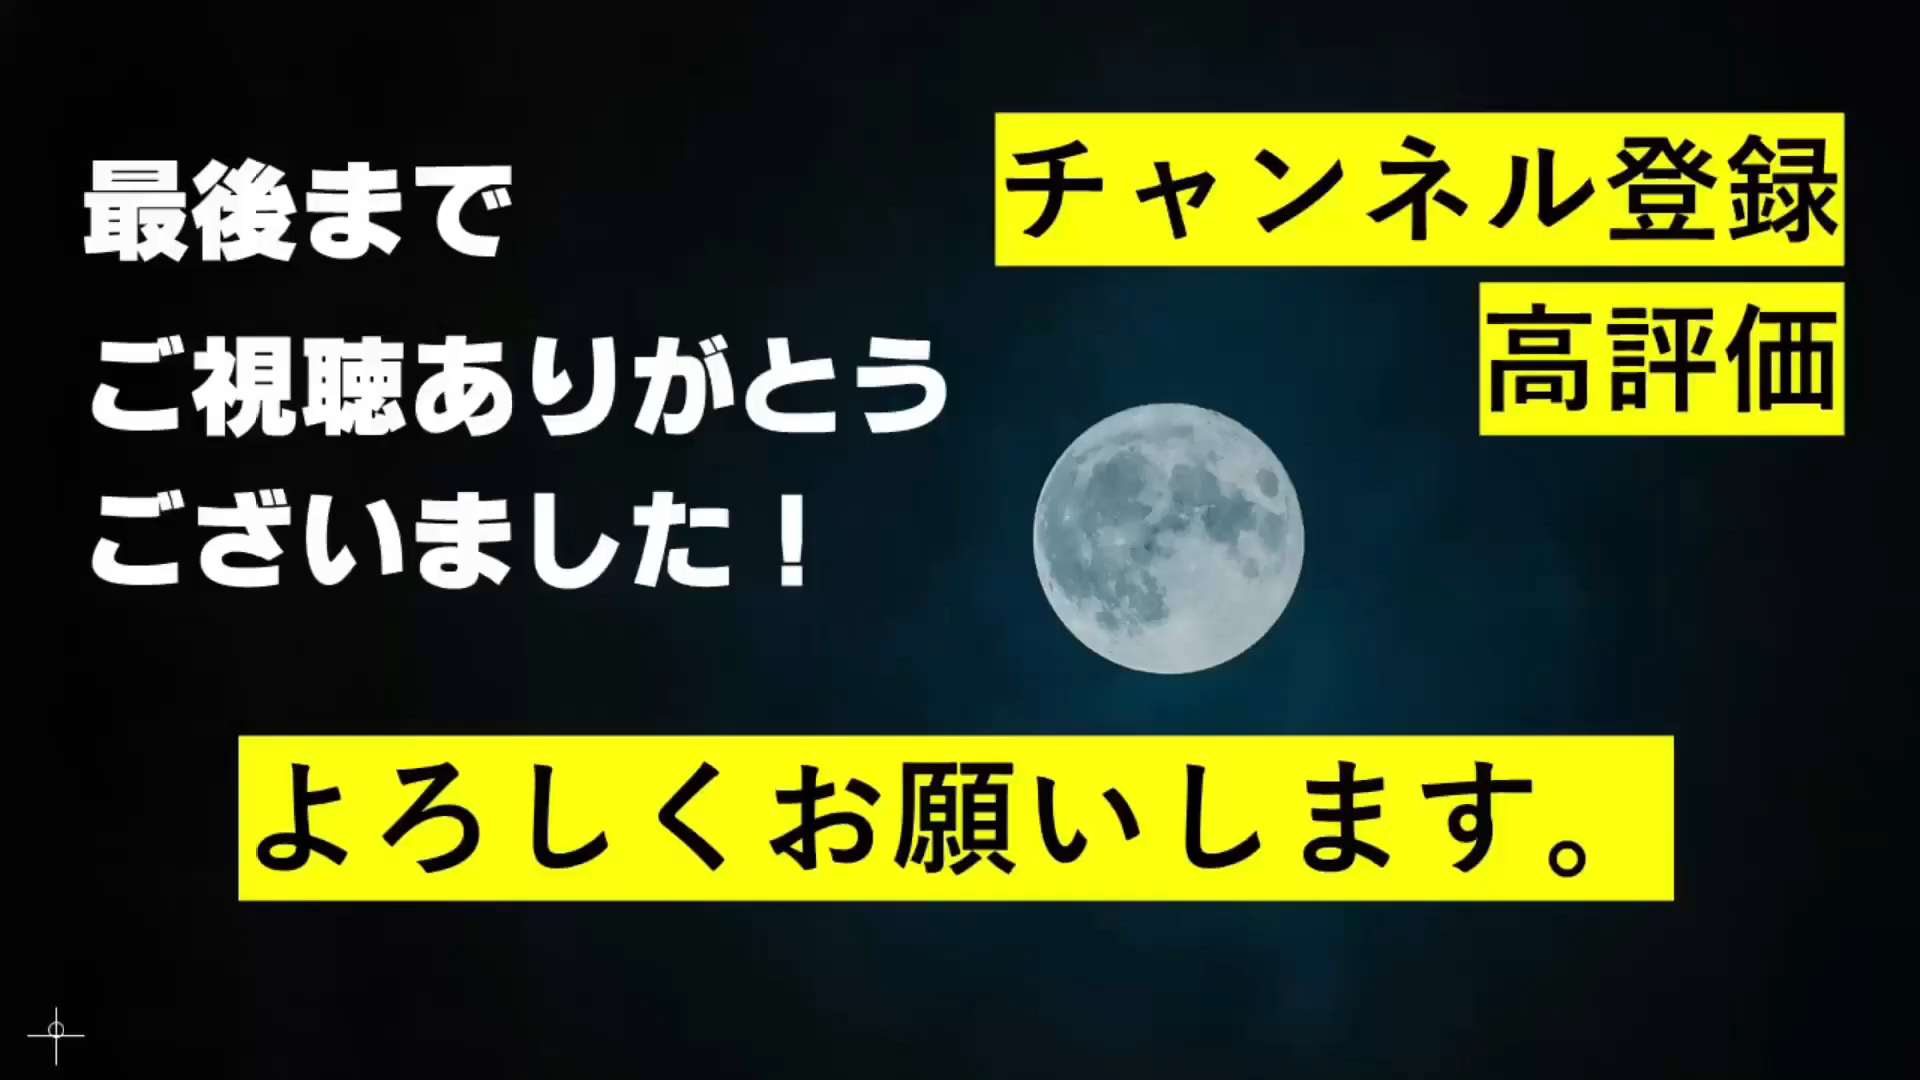 最後まで
ご視聴ありがとう
ございました！
チャンネル登録
高評価
よろしくお願いします。